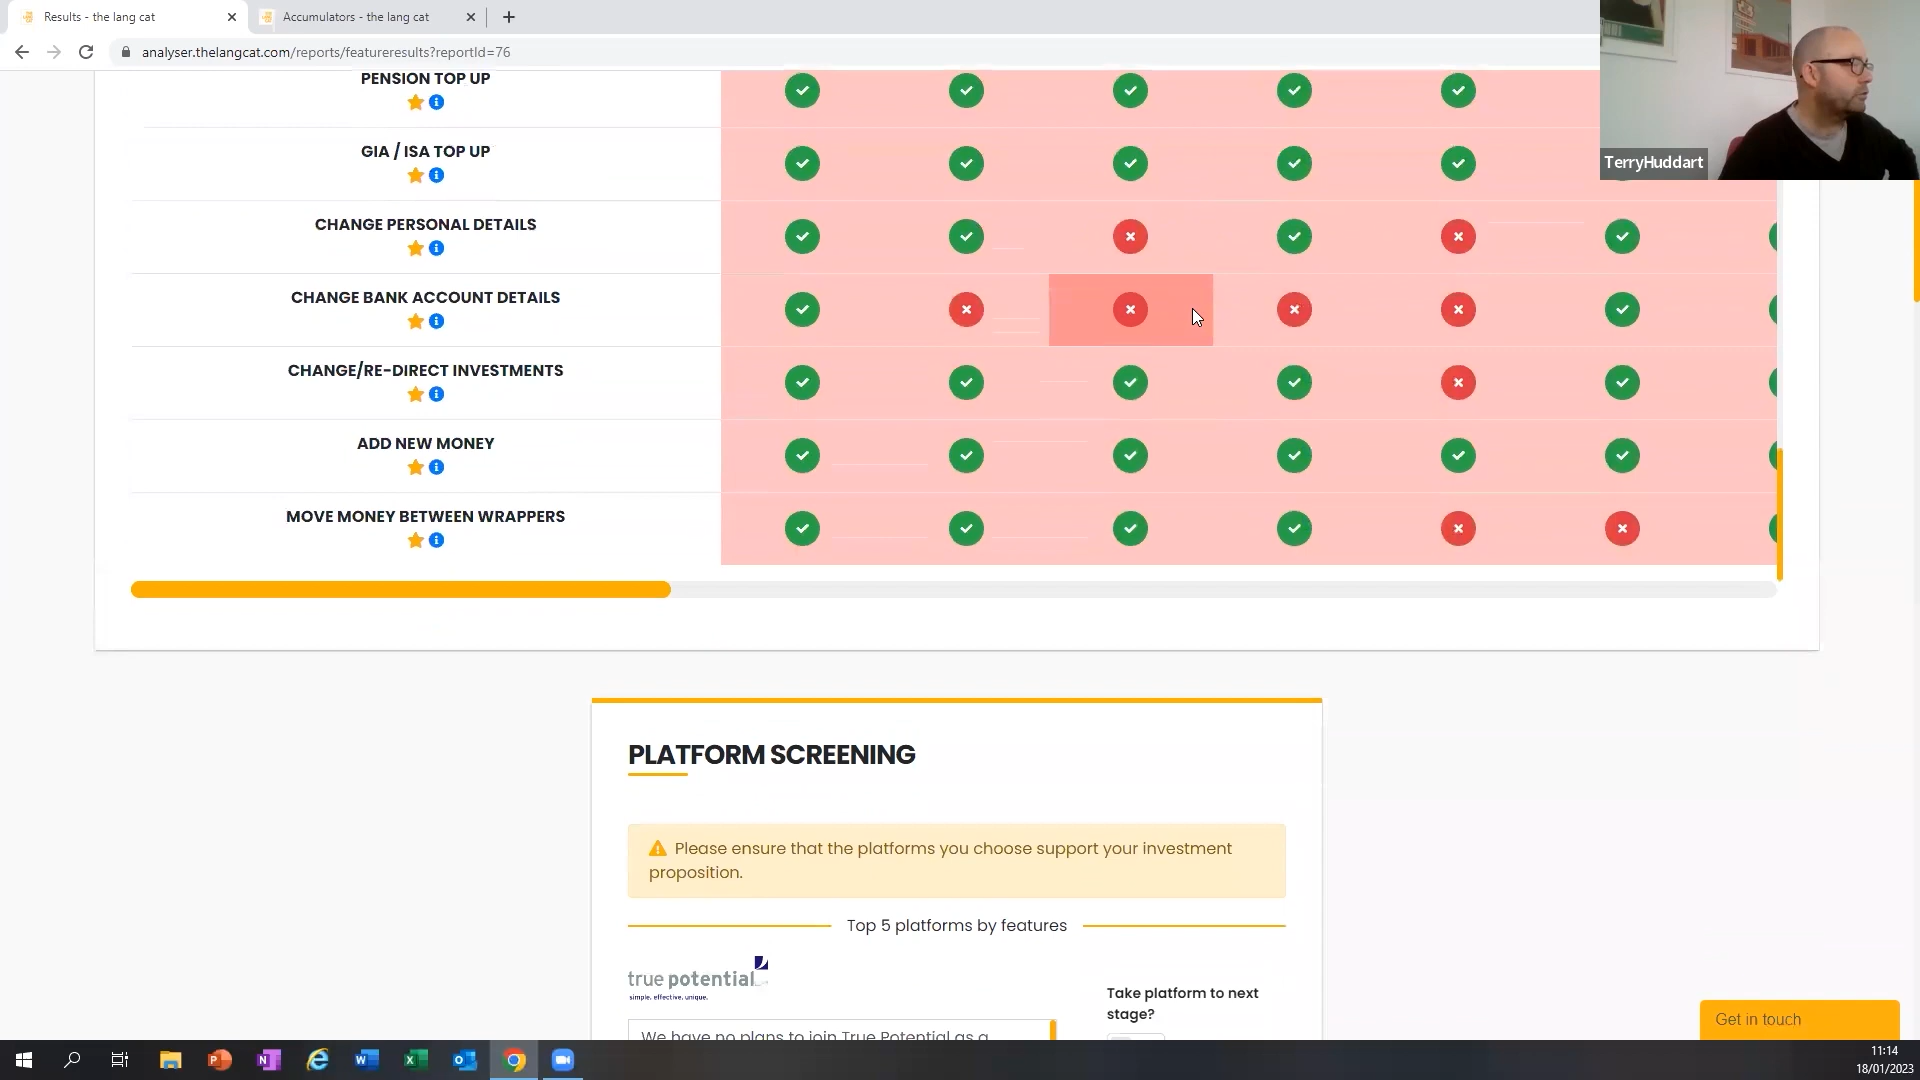 Results - the lang cat
Accumulators - the lang cat
analyser.thelangcat.com/reports/featureresults?reportId=76
TerryHuddart
PENSION TOP UP
GIA / ISA TOP UP
CHANGE PERSONAL DETAILS
CHANGE BANK ACCOUNT DETAILS
CHANGE/RE-DIRECT INVESTMENTS
ADD NEW MONEY
MOVE MONEY BETWEEN WRAPPERS
PLATFORM SCREENING
Please ensure that the platforms you choose support your investment
proposition.
Top 5 platforms by features
true potential
simple. effective. unique.
Take platform to next
stage?
We have no plans to join True Potential as a
Get in touch
11:14
18/01/2023